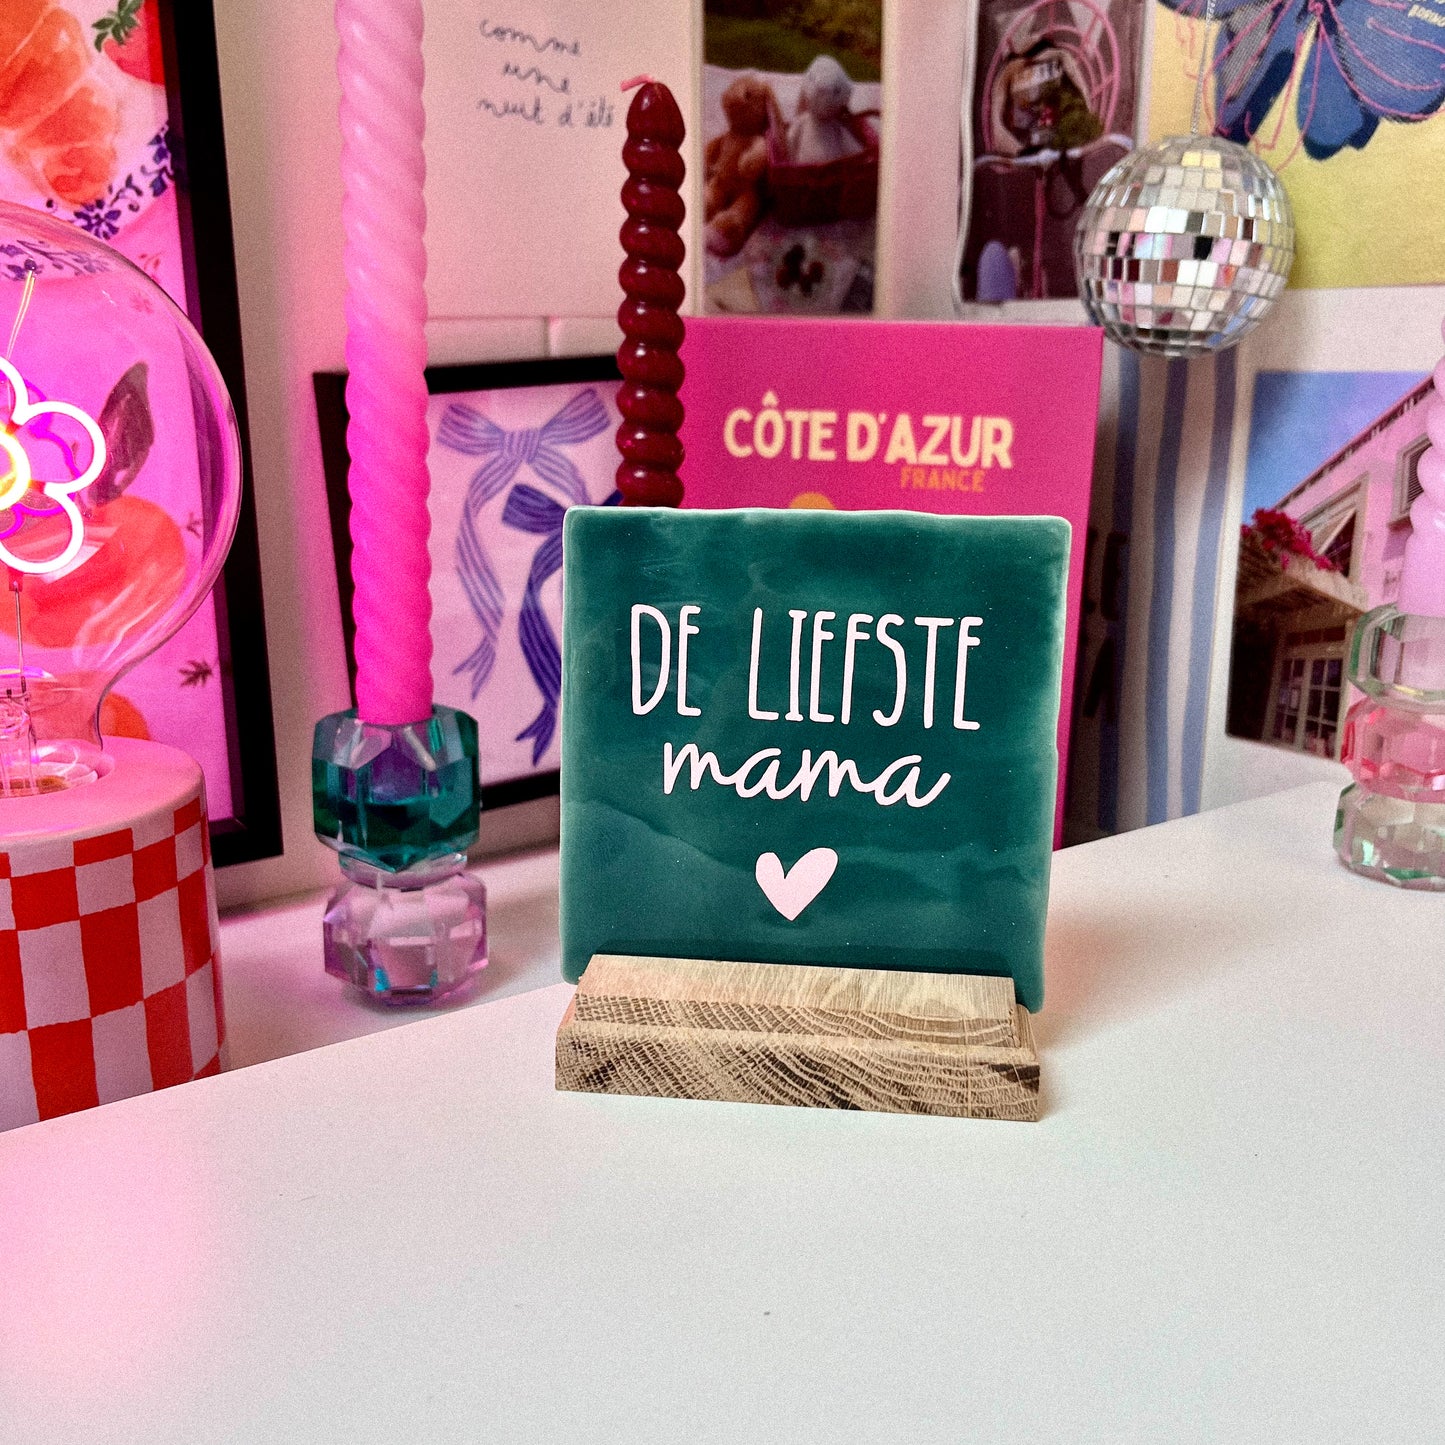 comme
une
nuit d'été
CÔTE D'AZUR
FRANCE
DE LIEFSTE
mama